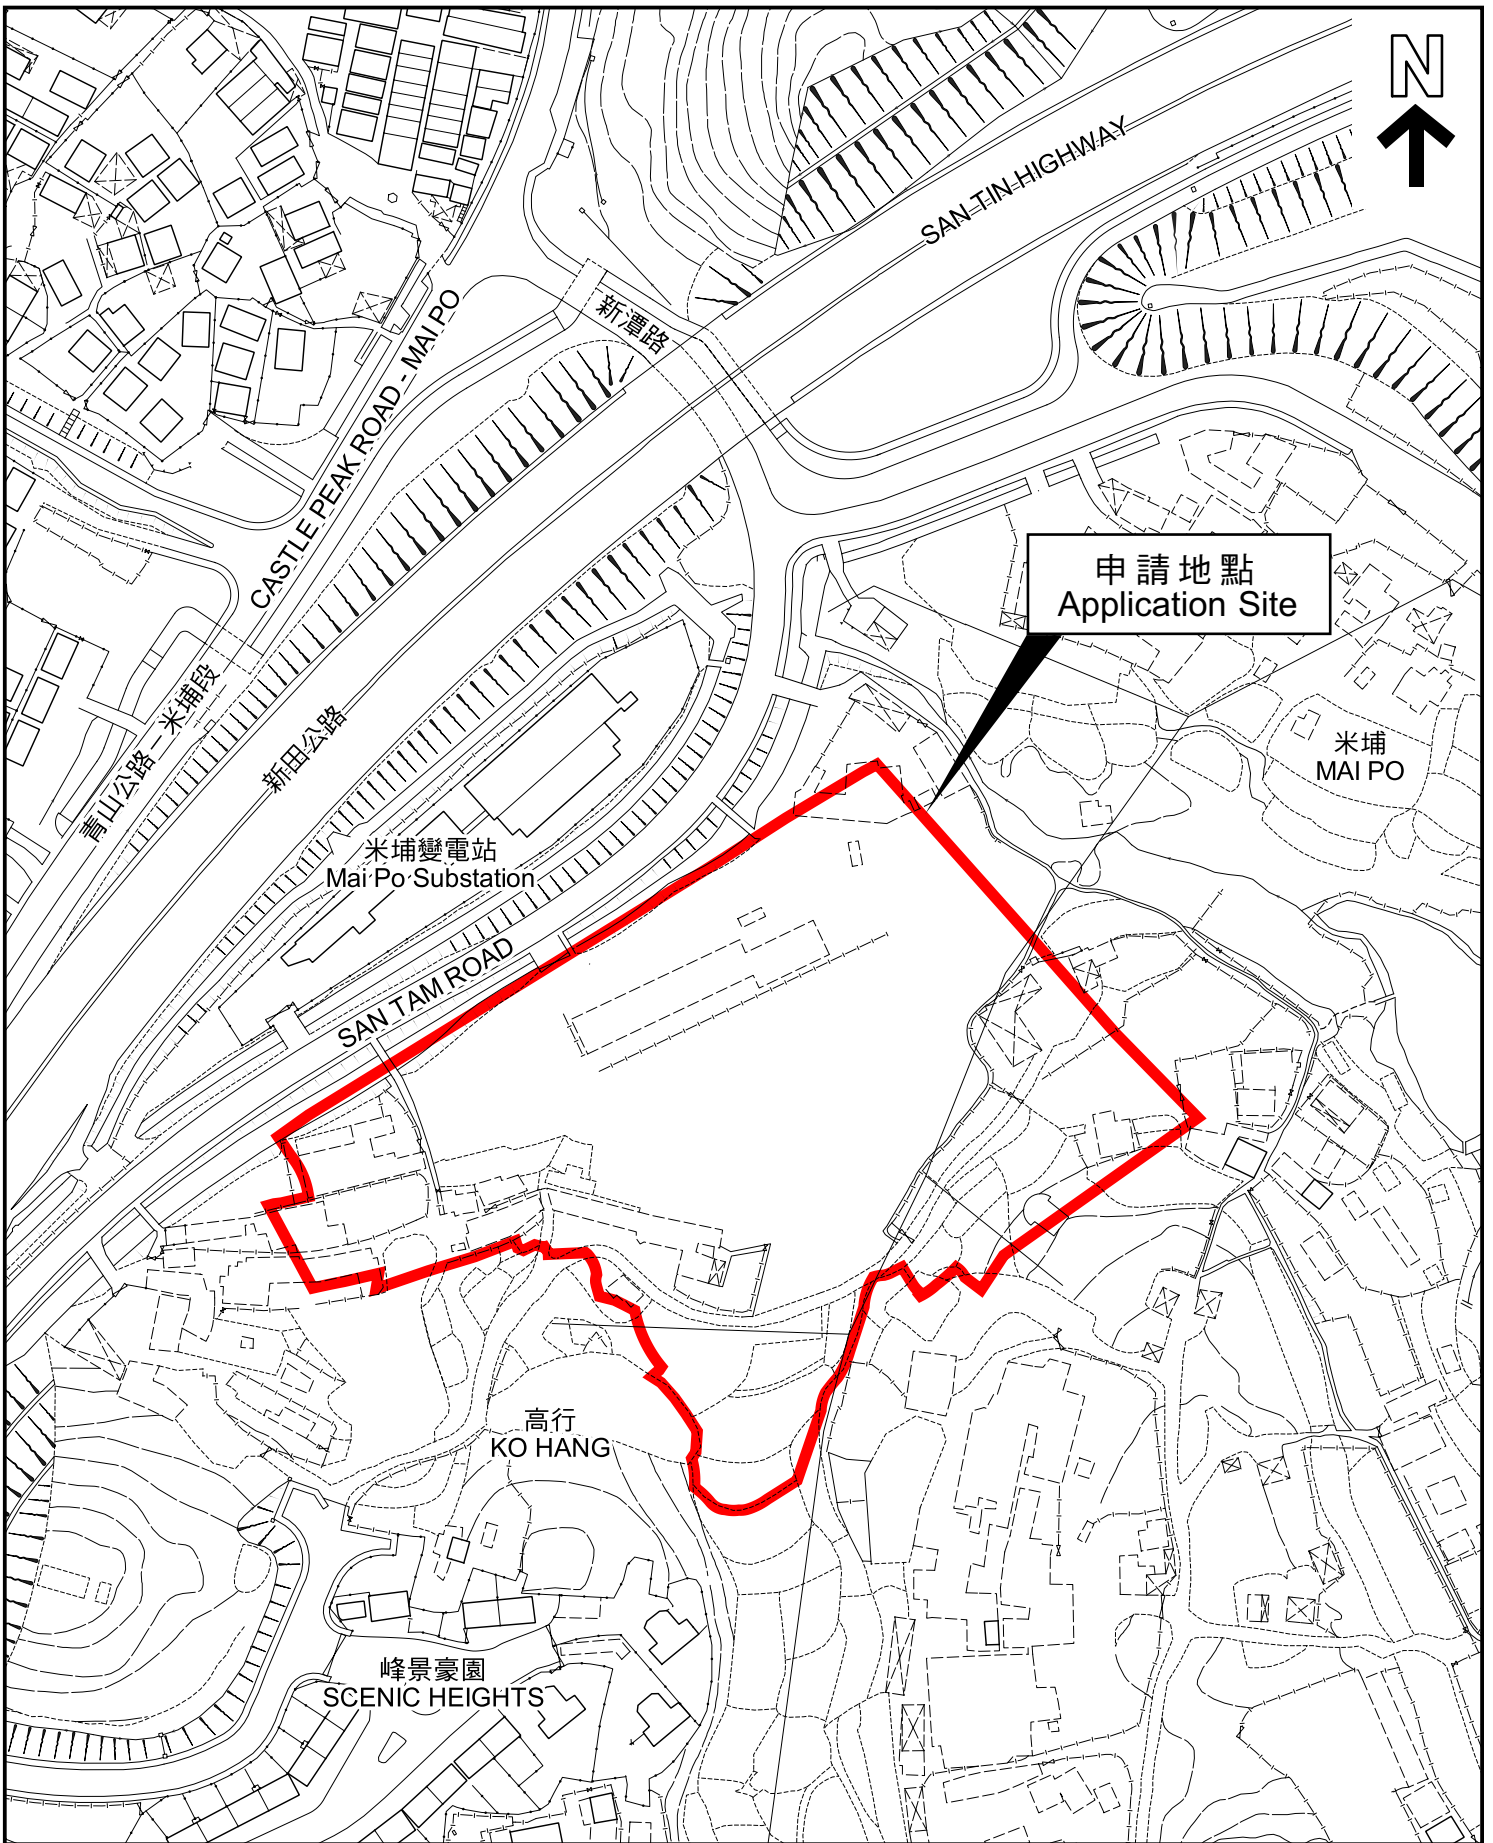 N
SAN TIN HIGHWAY
新潭路
CASTLE PEAK ROAD - MAI PO
申請地點
Application Site
青山公路－米埔段
新田公路
米埔
MAI PO
米埔變電站
Mai Po Substation
SAN TAM ROAD
高行
KO HANG
峰景豪園
SCENIC HEIGHTS